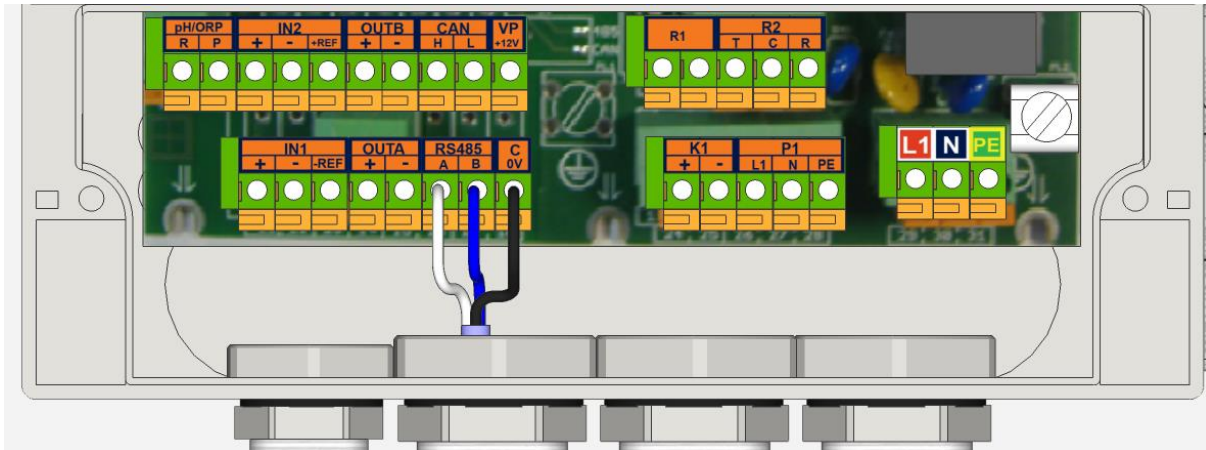 pH/ORP IN2 OUTB CAN VP
R P + - +REF + - H L +12V
R1 R2
T C R
IN1 OUTA RS485 C
+ - -REF + - A B 0V
K1 P1
+ - L1 N PE
L1 N PE